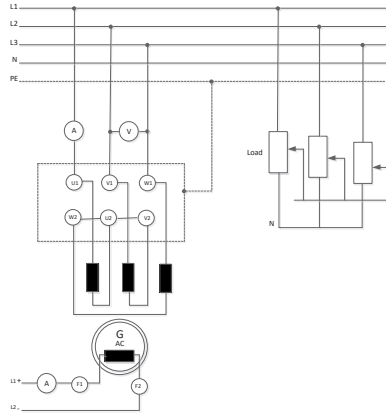 L1
L2
L3
N
PE
A
V
Load
U1 V1 W1
W2 U2 V2
N
G
AC
L1+ A F1 F2
L2-